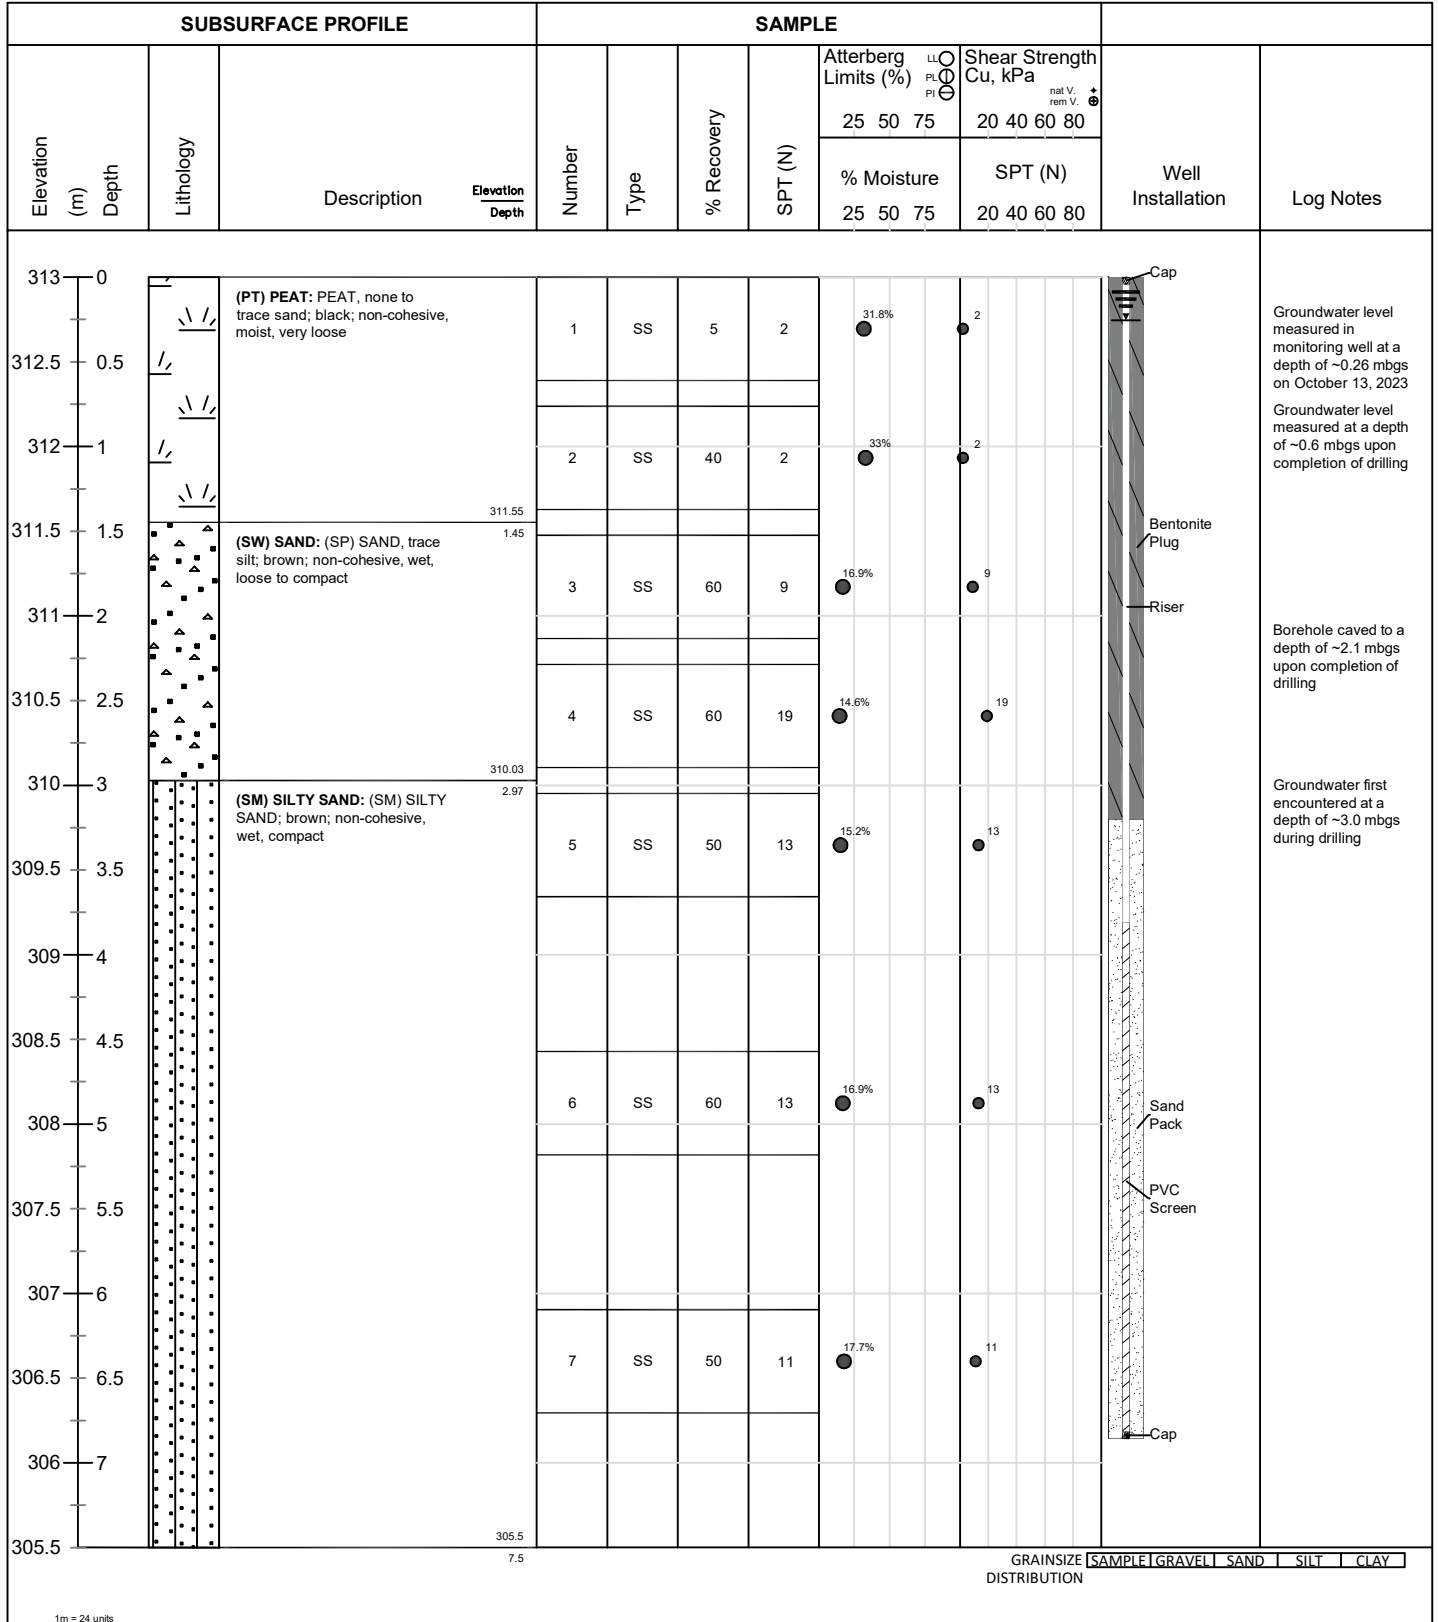 SUBSURFACE PROFILE
SAMPLE
Elevation
(m)
Depth
Lithology
Description
Elevation
Depth
Number
Type
% Recovery
SPT (N)
Atterberg
Limits (%)
LL
PL
PI
25 50 75
% Moisture
25 50 75
Shear Strength
Cu, kPa
nat V.
rem V.
20 40 60 80
SPT (N)
20 40 60 80
Well
Installation
Log Notes
313 0
312.5 0.5
312 1
311.5 1.5
311 2
310.5 2.5
310 3
309.5 3.5
309 4
308.5 4.5
308 5
307.5 5.5
307 6
306.5 6.5
306 7
305.5
(PT) PEAT: PEAT, none to
trace sand; black; non-cohesive,
moist, very loose
311.55
1.45
(SW) SAND: (SP) SAND, trace
silt; brown; non-cohesive, wet,
loose to compact
310.03
2.97
(SM) SILTY SAND: (SM) SILTY
SAND; brown; non-cohesive,
wet, compact
305.5
7.5
1 SS 5 2 31.8% 2
2 SS 40 2 33% 2
3 SS 60 9 16.9% 9
4 SS 60 19 14.6% 19
5 SS 50 13 15.2% 13
6 SS 60 13 16.9% 13
7 SS 50 11 17.7% 11
Cap
Bentonite
Plug
Riser
Sand
Pack
PVC
Screen
Cap
Groundwater level
measured in
monitoring well at a
depth of ~0.26 mbgs
on October 13, 2023
Groundwater level
measured at a depth
of ~0.6 mbgs upon
completion of drilling
Borehole caved to a
depth of ~2.1 mbgs
upon completion of
drilling
Groundwater first
encountered at a
depth of ~3.0 mbgs
during drilling
GRAINSIZE
DISTRIBUTION
SAMPLE GRAVEL SAND SILT CLAY
1m = 24 units